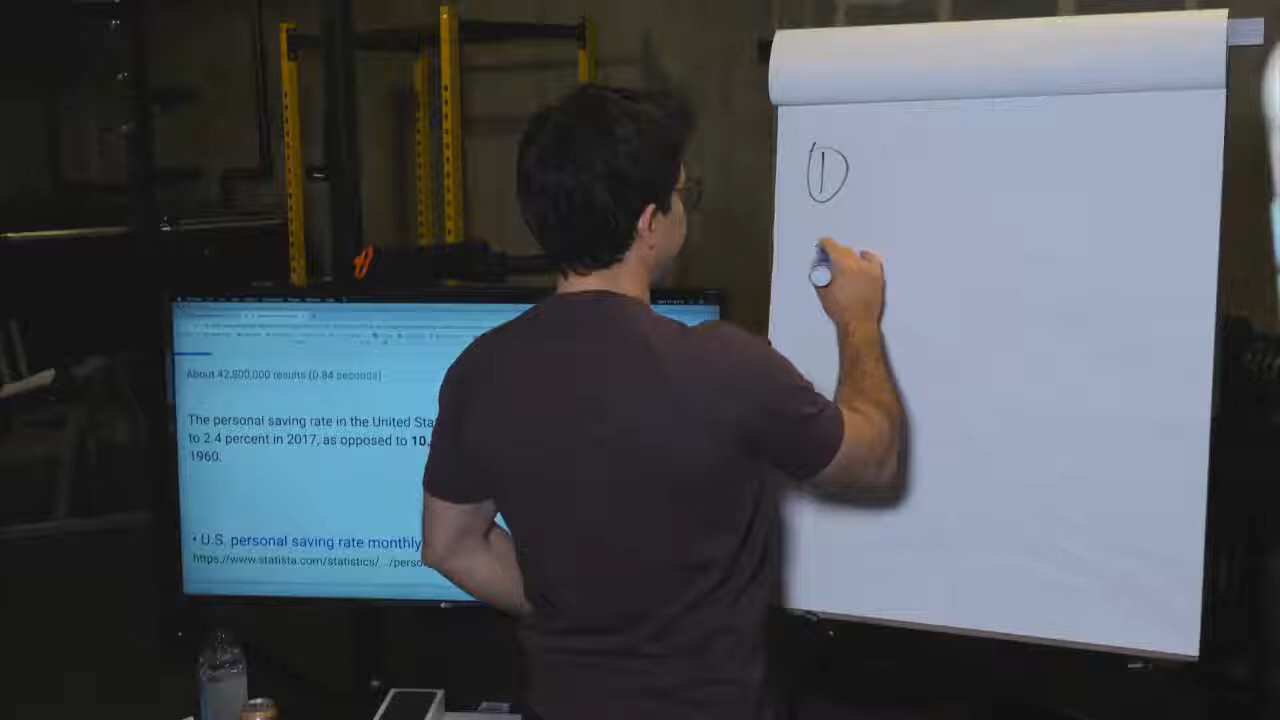 ①
About 42,800,000 results (0.84 seconds)
The personal saving rate in the United Sta
to 2.4 percent in 2017, as opposed to 10.
1960.
• U.S. personal saving rate monthly
https://www.statista.com/statistics/.../perso